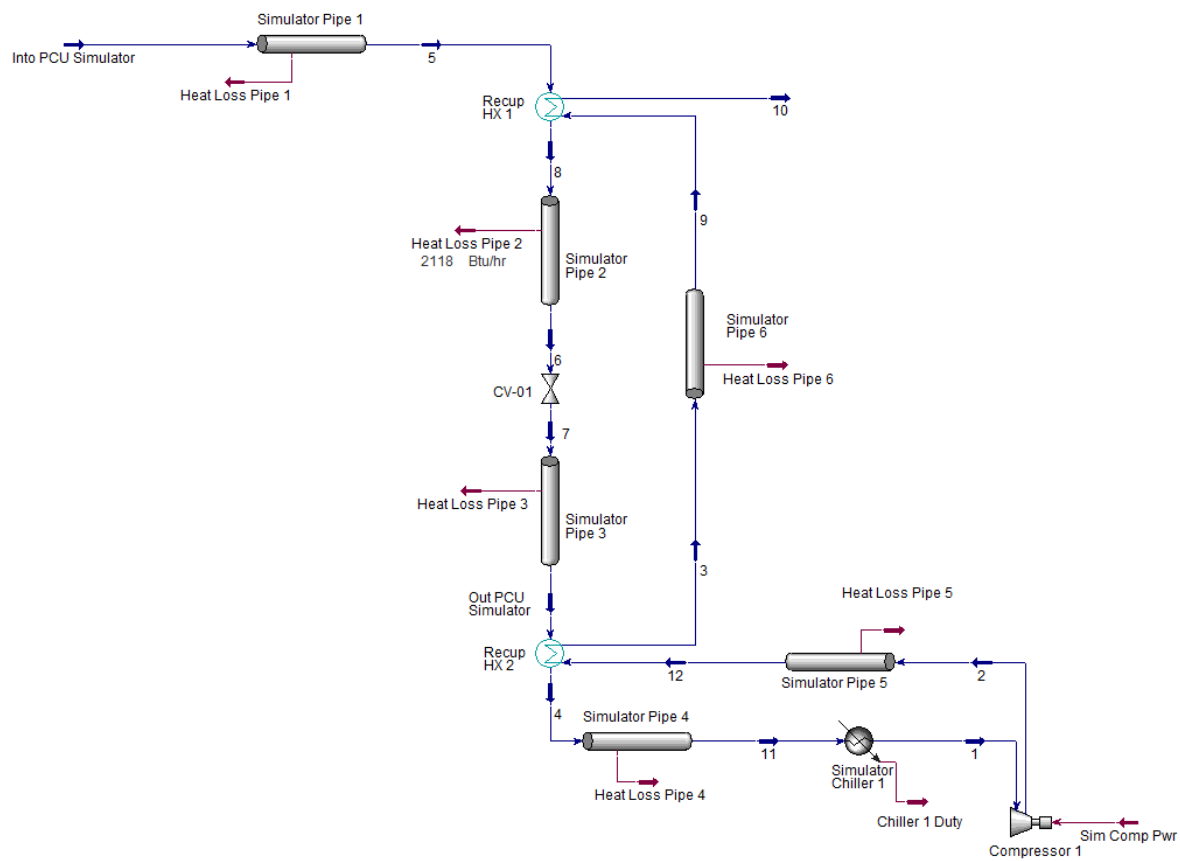 Simulator Pipe 1
Into PCU Simulator
5
Heat Loss Pipe 1
Recup
HX 1
10
8
9
Heat Loss Pipe 2
2118 Btu/hr
Simulator
Pipe 2
Simulator
Pipe 6
6
Heat Loss Pipe 6
CV-01
7
Heat Loss Pipe 3
Simulator
Pipe 3
3
Out PCU
Simulator
Heat Loss Pipe 5
Recup
HX 2
12
Simulator Pipe 5
2
4
Simulator Pipe 4
11
Simulator
Chiller 1
1
Heat Loss Pipe 4
Chiller 1 Duty
Sim Comp Pwr
Compressor 1